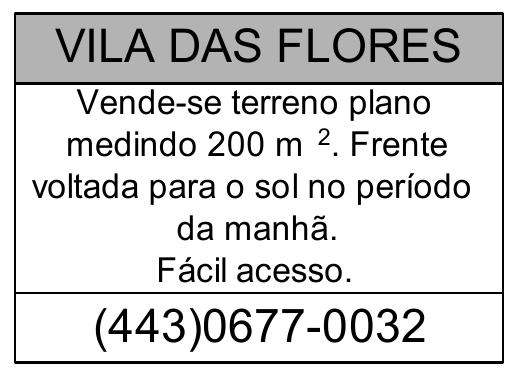 VILA DAS FLORES
Vende-se terreno plano
medindo 200 m ². Frente
voltada para o sol no período
da manhã.
Fácil acesso.
(443)0677-0032